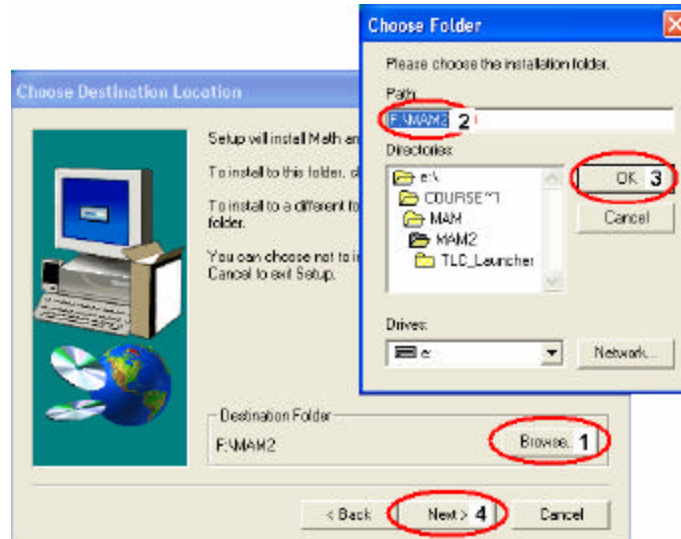 Choose Folder
Please choose the installation folder.
Path:
F:\MAM2 2
Directories:
e:\
COURSE~1
MAM
MAM2
TLC_Launcher
OK 3
Cancel
Drives:
e:
Network...
Choose Destination Location
Setup will install Math an
To install to this folder, cl
To install to a different fo
folder.
You can choose not to i
Cancel to exit Setup.
Destination Folder
F:\MAM2
Browse.. 1
< Back
Next > 4
Cancel